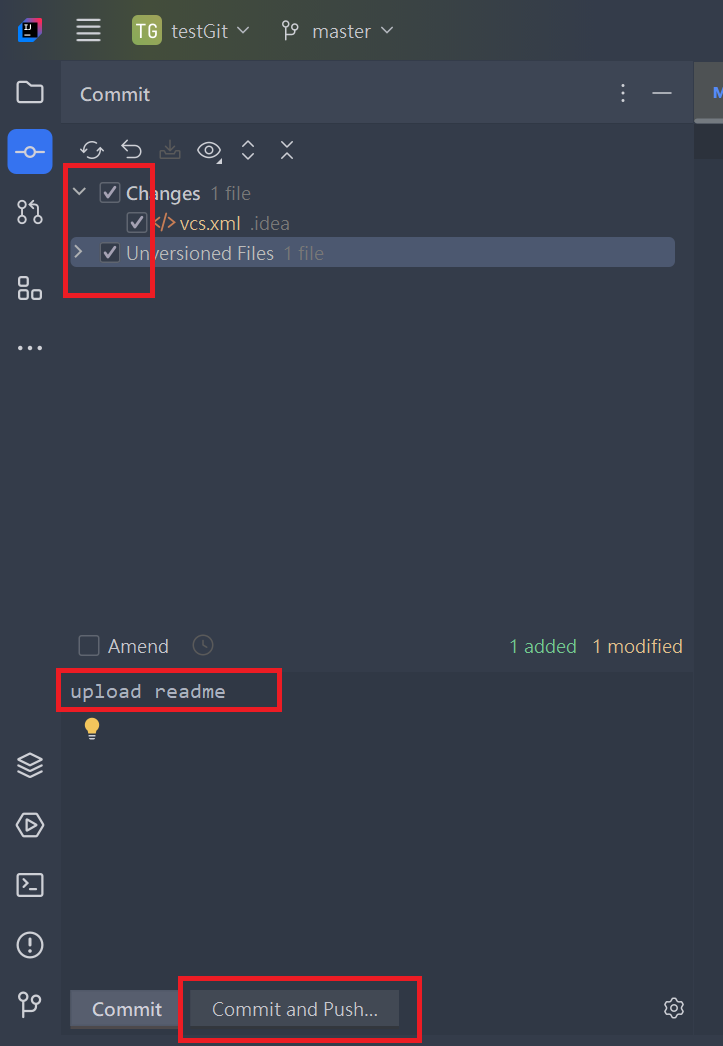 IJ
TG testGit master
Commit
M
Changes 1 file
</> vcs.xml .idea
Unversioned Files 1 file
Amend
1 added 1 modified
upload readme
Commit Commit and Push...